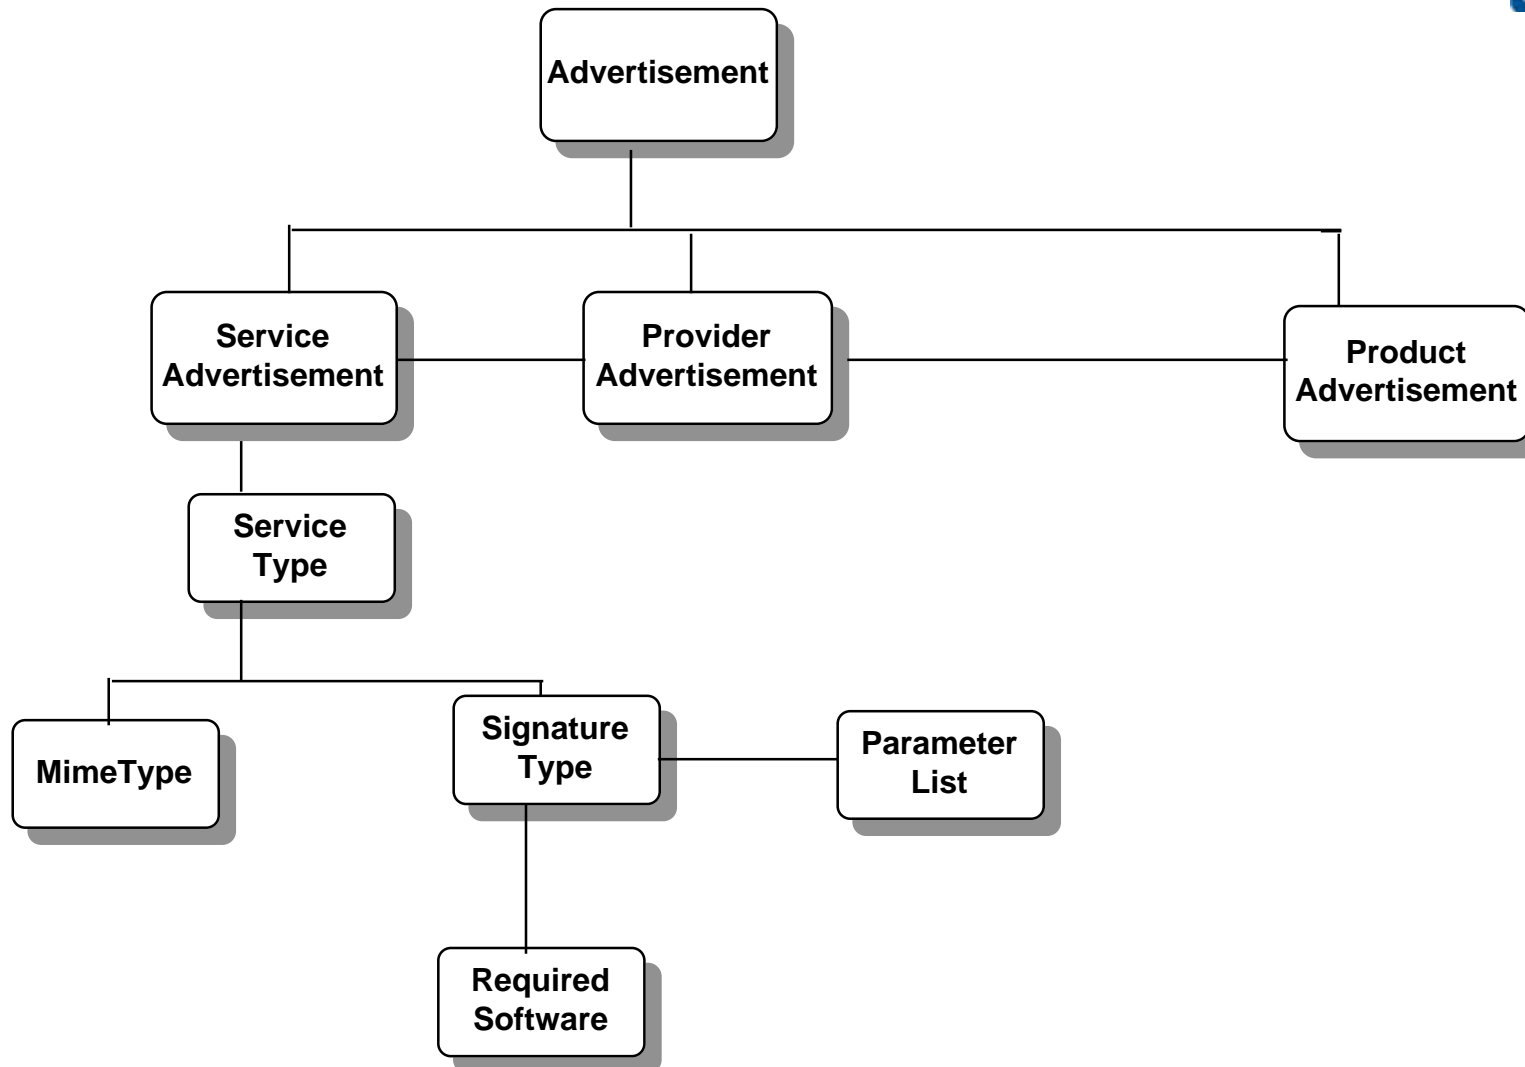 Advertisement
Service
Advertisement
Provider
Advertisement
Product
Advertisement
Service
Type
MimeType
Signature
Type
Parameter
List
Required
Software